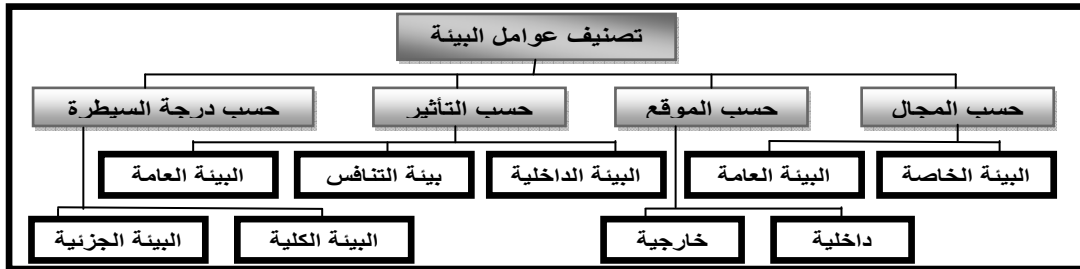 تصنيف عوامل البيئة
حسب المجال
حسب الموقع
حسب التأثير
حسب درجة السيطرة
البيئة الخاصة
البيئة العامة
البيئة الداخلية
بيئة التنافس
البيئة العامة
داخلية
خارجية
البيئة الكلية
البيئة الجزئية